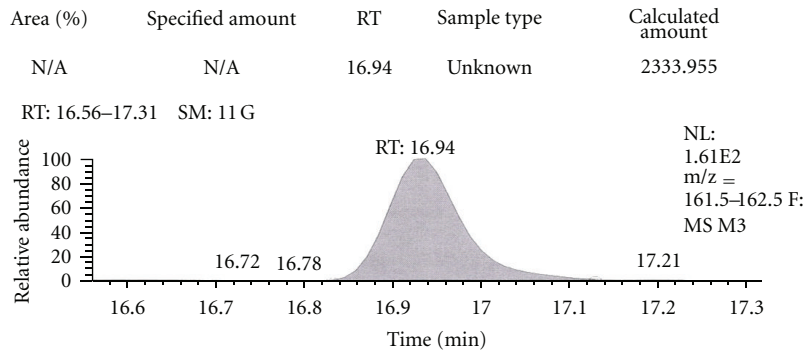 Area (%) Specified amount RT Sample type Calculated
amount
N/A N/A 16.94 Unknown 2333.955
RT: 16.56–17.31 SM: 11 G
RT: 16.94
NL:
1.61E2
m/z =
161.5–162.5 F:
MS M3
Relative abundance
100
80
60
40
20
0
16.72 16.78 17.21
16.6 16.7 16.8 16.9 17 17.1 17.2 17.3
Time (min)